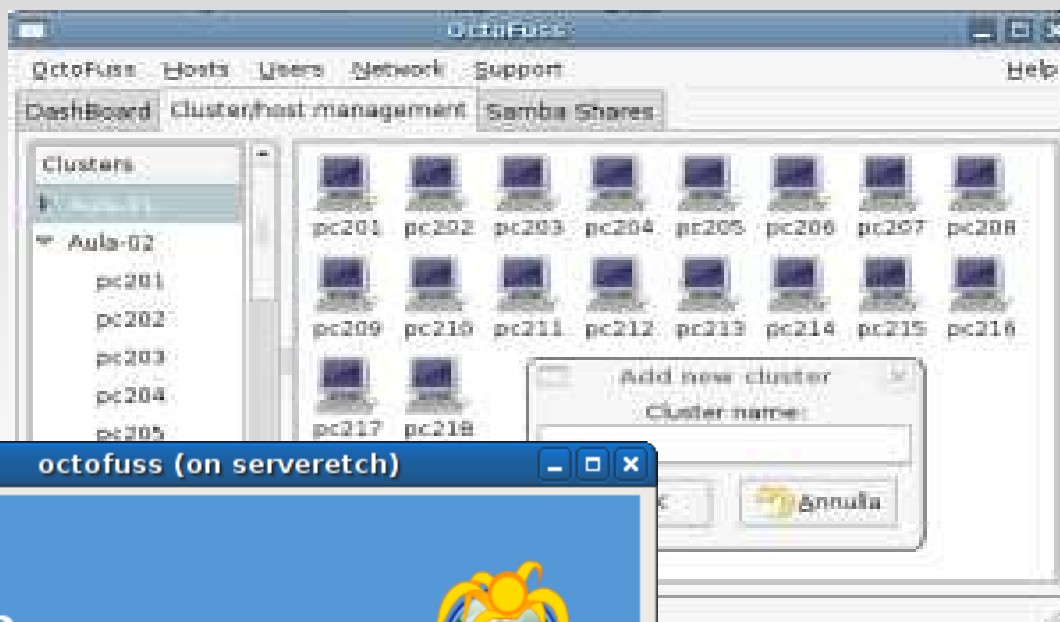 OctoFuss
OctoFuss Hosts Users Network Support Help
DashBoard Cluster/host management Samba Shares
Clusters
Aula-02
pc201
pc202
pc203
pc204
pc205
pc201 pc202 pc203 pc204 pc205 pc206 pc207 pc208
pc209 pc210 pc211 pc212 pc213 pc214 pc215 pc216
pc217 pc218
Add new cluster
Cluster name:
Annulla
octofuss (on serveretch)